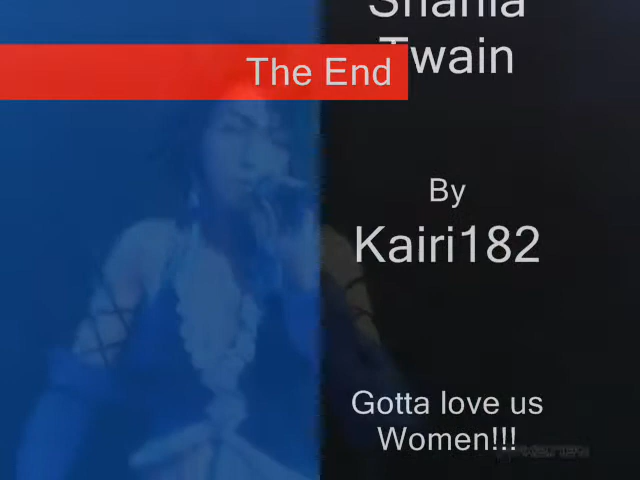 Shania
Twain
The End
By
Kairi182
Gotta love us
Women!!!